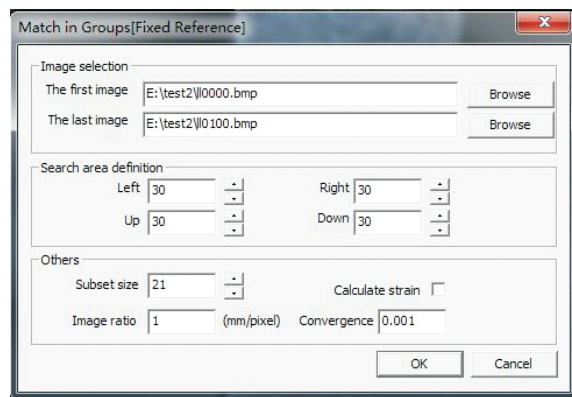 Match in Groups[Fixed Reference]
Image selection
The first image E:\test2\ll0000.bmp Browse
The last image E:\test2\ll0100.bmp Browse
Search area definition
Left 30 Right 30
Up 30 Down 30
Others
Subset size 21 Calculate strain
Image ratio 1 (mm/pixel) Convergence 0.001
OK Cancel